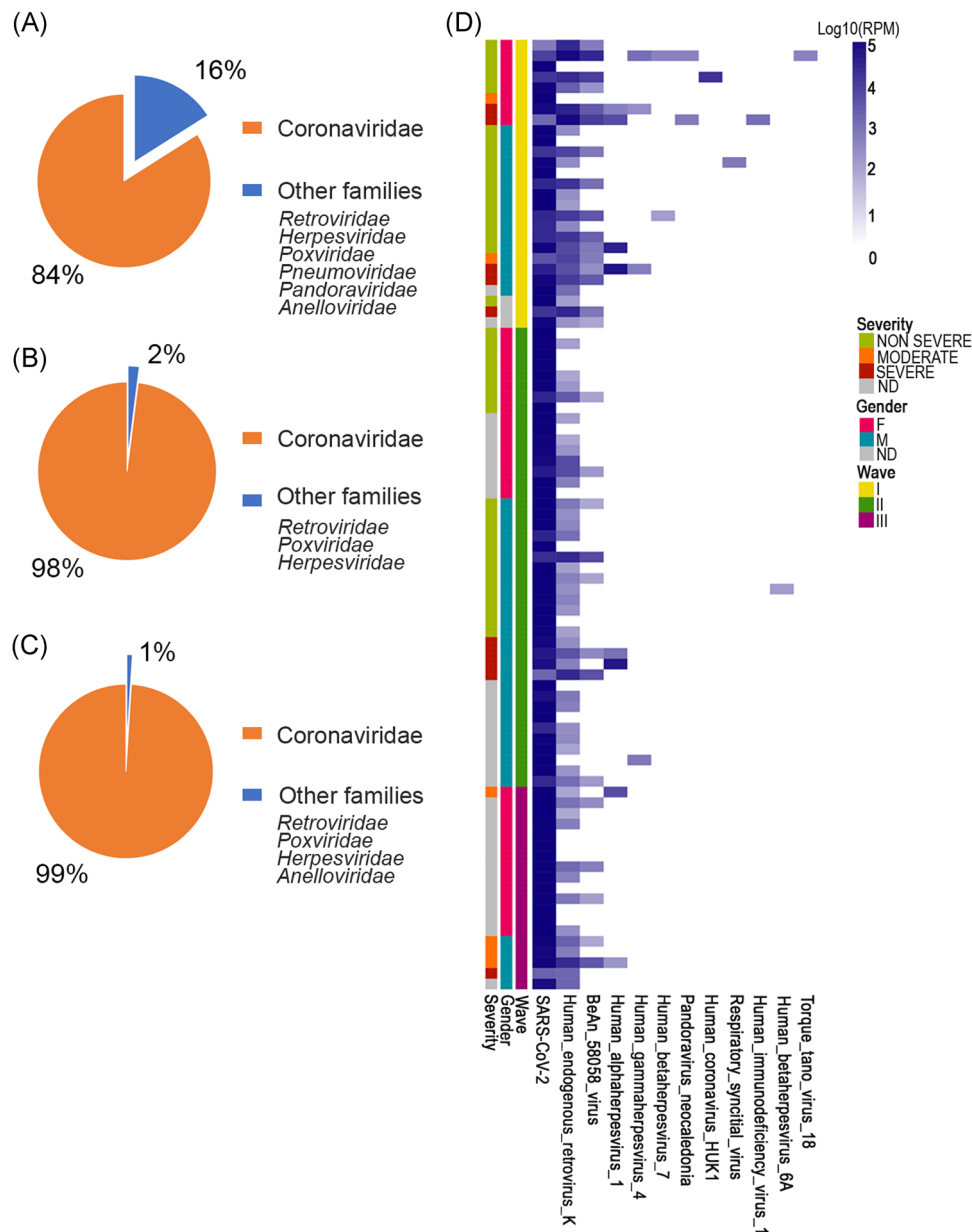 (A)
16%
84%
Coronaviridae
Other families
Retroviridae
Herpesviridae
Poxviridae
Pneumoviridae
Pandoraviridae
Anelloviridae
(B)
2%
98%
Coronaviridae
Other families
Retroviridae
Poxviridae
Herpesviridae
(C)
1%
99%
Coronaviridae
Other families
Retroviridae
Poxviridae
Herpesviridae
Anelloviridae
(D)
Log10(RPM)
5
4
3
2
1
0
Severity
NON SEVERE
MODERATE
SEVERE
ND
Gender
F
M
ND
Wave
I
II
III
Severity
Gender
Wave
SARS-CoV-2
Human_endogenous_retrovirus_K
BeAn_58058_virus
Human_alphaherpesvirus_1
Human_gammaherpesvirus_4
Human_betaherpesvirus_7
Pandoravirus_neocaledonia
Human_coronavirus_HUK1
Respiratory_syncitial_virus
Human_immunodeficiency_virus_1
Human_betaherpesvirus_6A
Torque_tano_virus_18